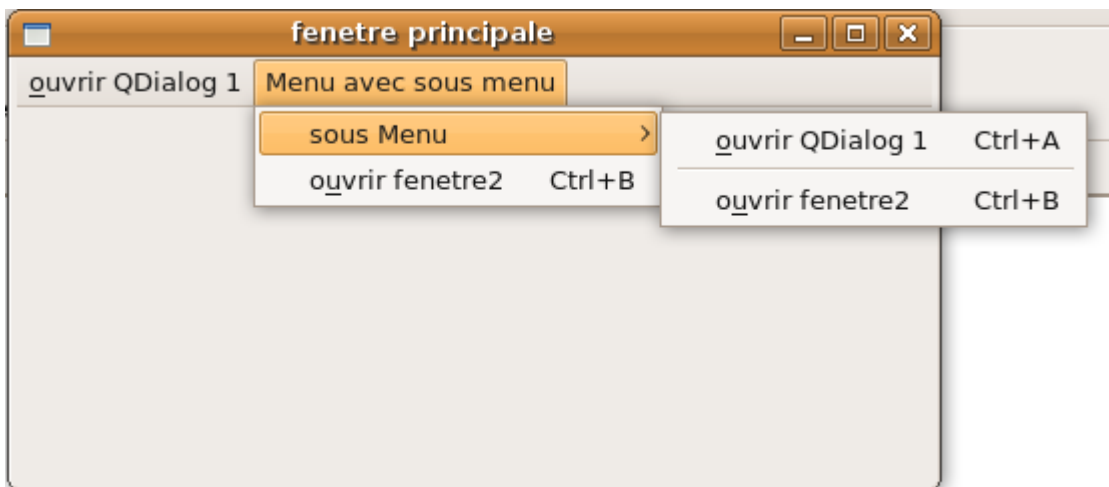 fenetre principale
ouvrir QDialog 1 Menu avec sous menu
sous Menu
ouvrir fenetre2 Ctrl+B
ouvrir QDialog 1 Ctrl+A
ouvrir fenetre2 Ctrl+B